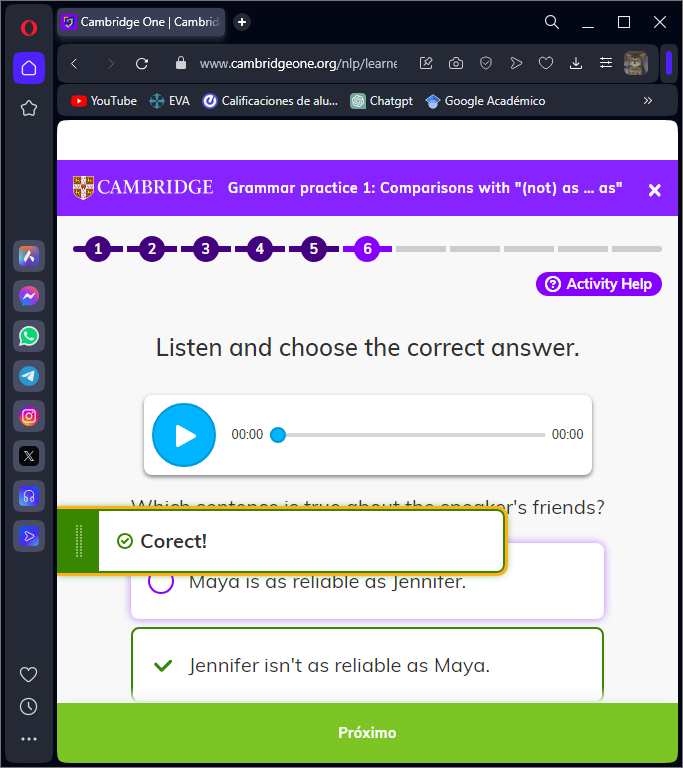 Cambridge One | Cambrid
www.cambridgeone.org/nlp/learne
YouTube
EVA
Calificaciones de alu...
Chatgpt
Google Académico
CAMBRIDGE
Grammar practice 1: Comparisons with "(not) as ... as"
1 2 3 4 5 6
Activity Help
Listen and choose the correct answer.
00:00
00:00
Which sentence is true about the speaker's friends?
Corect!
Maya is as reliable as Jennifer.
Jennifer isn't as reliable as Maya.
Próximo